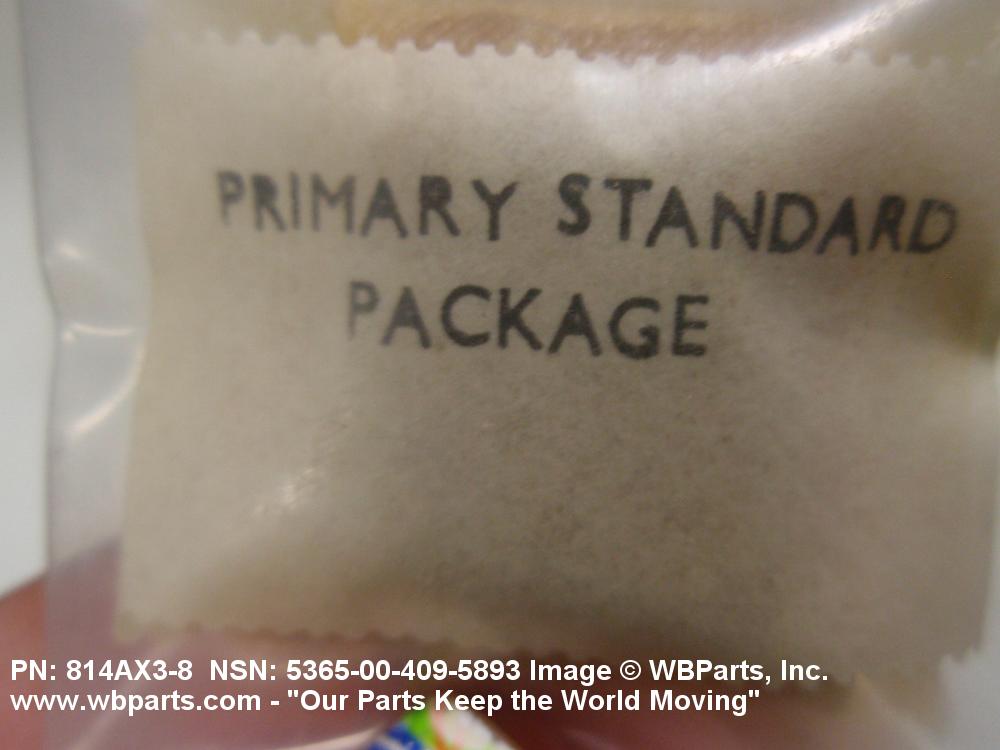 PRIMARY STANDARD
PACKAGE
PN: 814AX3-8 NSN: 5365-00-409-5893 Image © WBParts, Inc.
www.wbparts.com - "Our Parts Keep the World Moving"